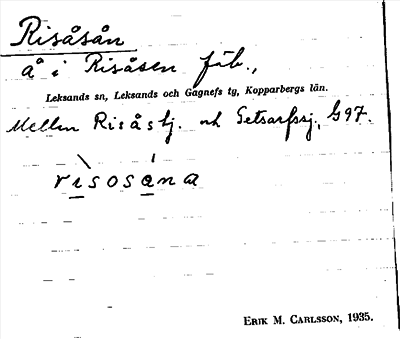 Risåsån
å i Risåsen fäb.,
Leksands sn, Leksands och Gagnefs tg, Kopparbergs län.
Mellan Risåstj. och G97.
risosana
ERIK M. CARLSSON, 1935.